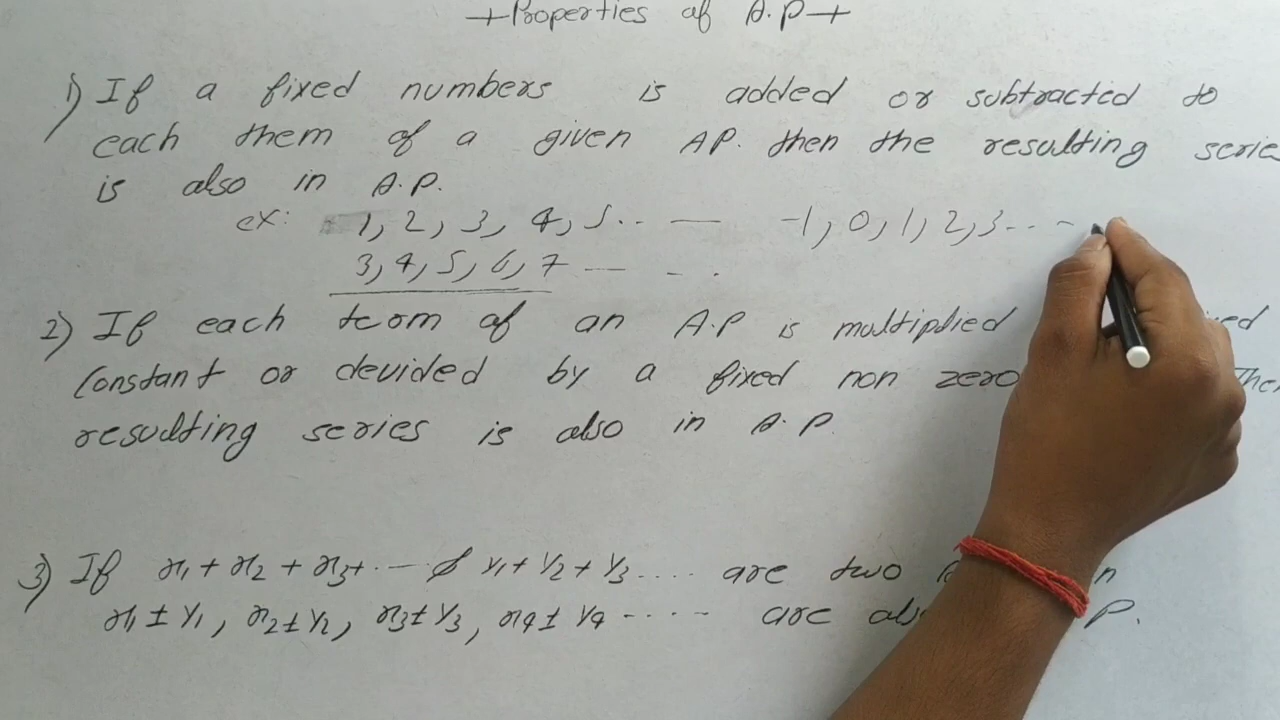 Properties of A.P
1) If a fixed numbers is added or subtracted to
each them of a given AP. then the resulting serie
is also in A.P.
ex: 1, 2, 3, 4, 5.. — -1, 0, 1, 2, 3.. -
3, 4, 5, 6, 7 — - .
2) If each term of an A.P is multiplied
Constant or devided by a fixed non zero The
resulting series is also in A.P.
3) If x1 + x2 + x3+ ..— & y1 + y2 + y3.... are two
x1 ± y1, x2 ± y2, x3 ± y3, x4 ± y4 ---- are P.